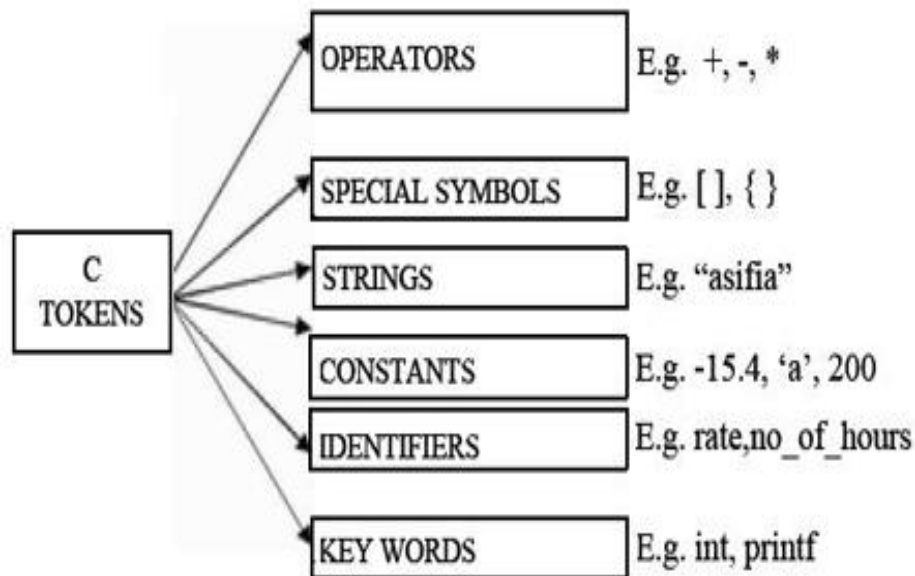 OPERATORS E.g. +, -, *
SPECIAL SYMBOLS E.g. [ ], { }
C
TOKENS
STRINGS E.g. “asifia”
CONSTANTS E.g. -15.4, ‘a’, 200
IDENTIFIERS E.g. rate,no_of_hours
KEY WORDS E.g. int, printf